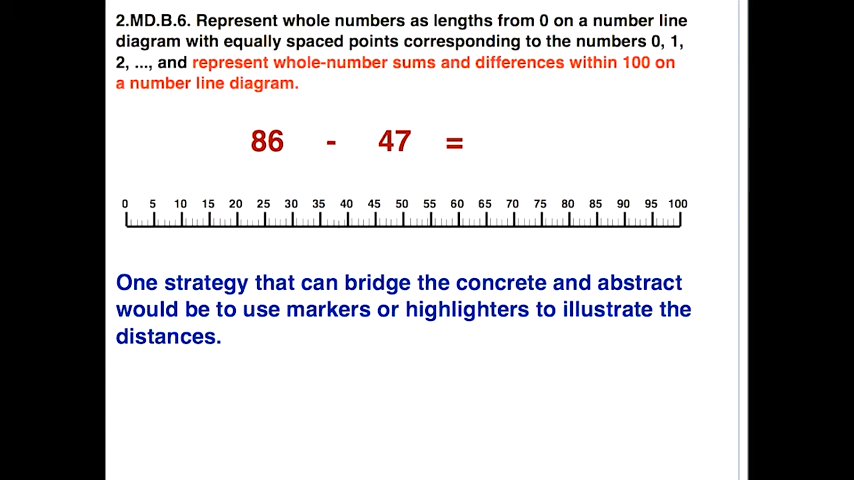 2.MD.B.6. Represent whole numbers as lengths from 0 on a number line
diagram with equally spaced points corresponding to the numbers 0, 1,
2, ..., and represent whole-number sums and differences within 100 on
a number line diagram.
86 - 47 =
0 5 10 15 20 25 30 35 40 45 50 55 60 65 70 75 80 85 90 95 100
One strategy that can bridge the concrete and abstract
would be to use markers or highlighters to illustrate the
distances.